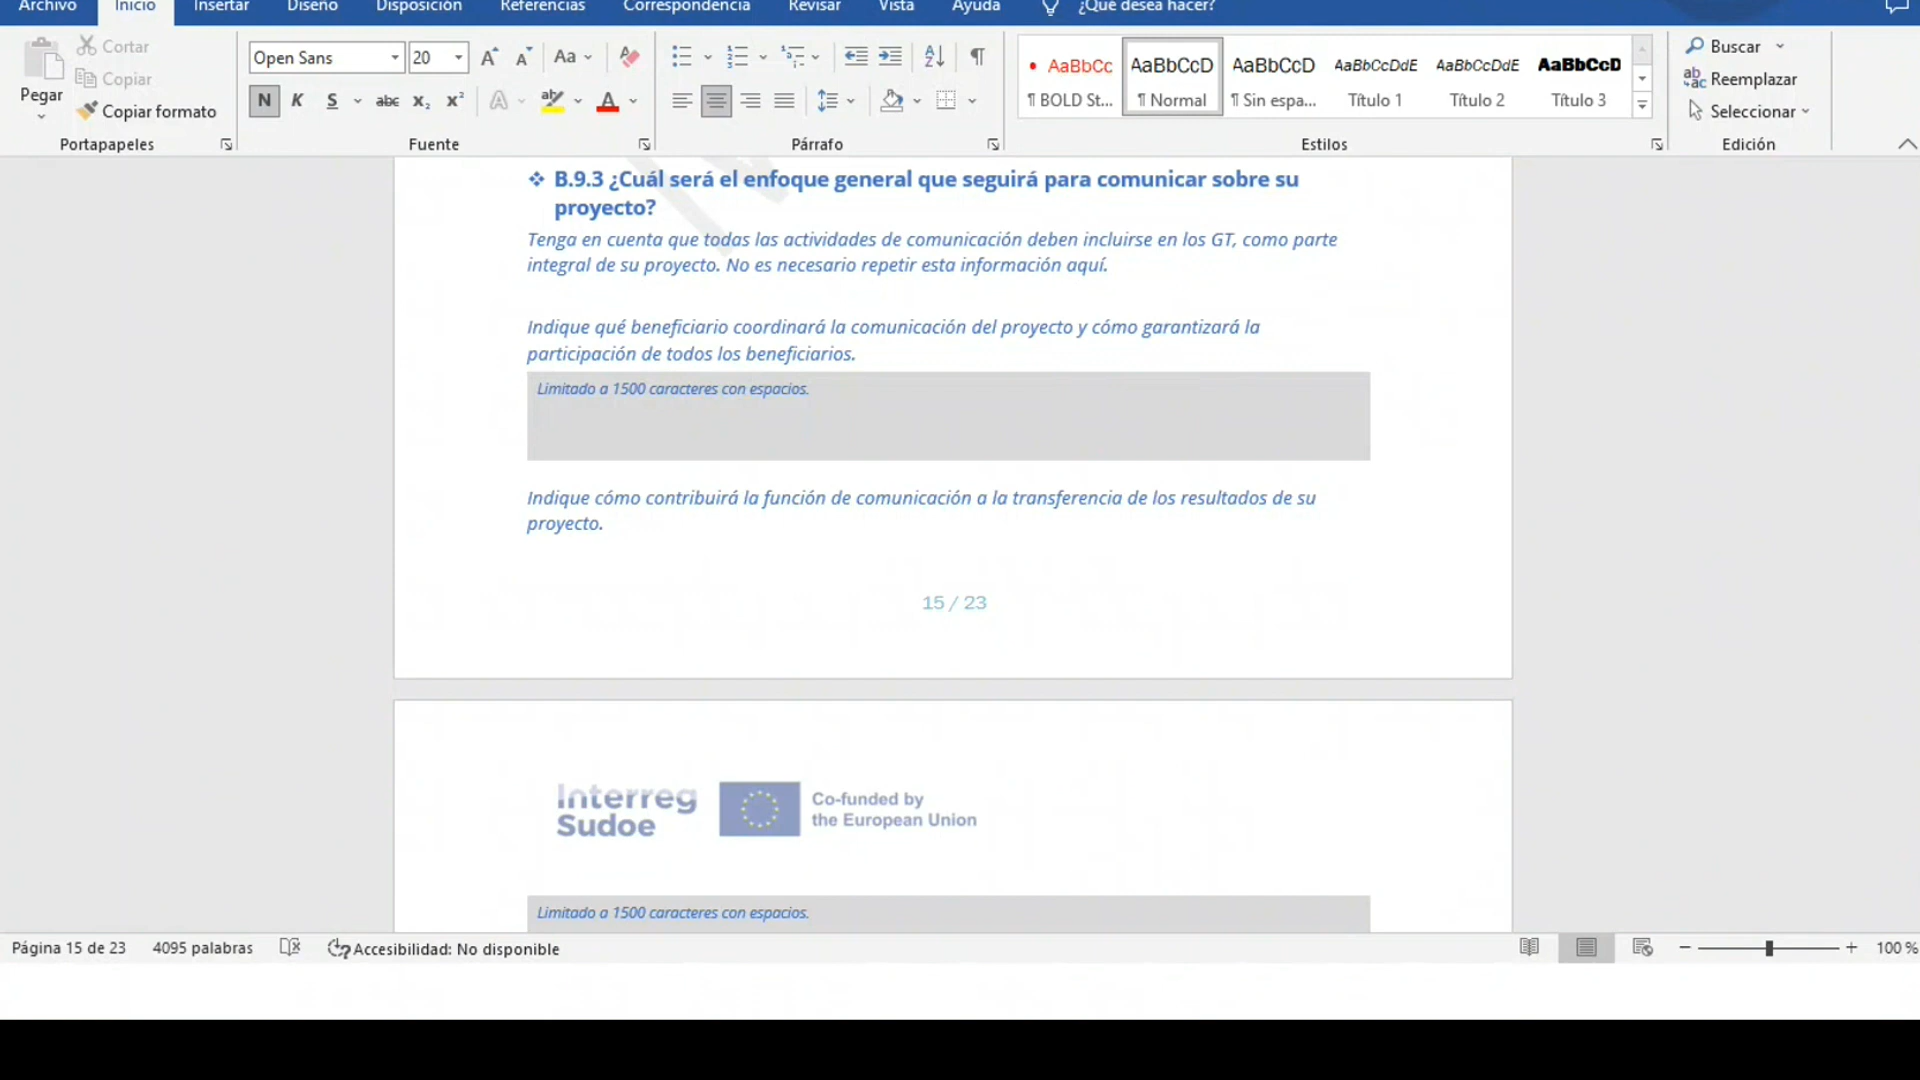 Archivo Inicio Insertar Diseño Disposición Referencias Correspondencia Revisar Vista Ayuda ¿Qué desea hacer?
Cortar
Copiar
Copiar formato
Pegar
Portapapeles
Open Sans 20 Aa
N K S abc x₂ x² A ab A
Fuente
Párrafo
AaBbCc AaBbCcD AaBbCcD AaBbCcDdE AaBbCcDdE AaBbCcD
¶ BOLD St... ¶ Normal ¶ Sin espa... Título 1 Título 2 Título 3
Estilos
Buscar
Reemplazar
Seleccionar
Edición
❖ B.9.3 ¿Cuál será el enfoque general que seguirá para comunicar sobre su
proyecto?
Tenga en cuenta que todas las actividades de comunicación deben incluirse en los GT, como parte
integral de su proyecto. No es necesario repetir esta información aquí.
Indique qué beneficiario coordinará la comunicación del proyecto y cómo garantizará la
participación de todos los beneficiarios.
Limitado a 1500 caracteres con espacios.
Indique cómo contribuirá la función de comunicación a la transferencia de los resultados de su
proyecto.
15 / 23
Interreg
Sudoe
Co-funded by
the European Union
Limitado a 1500 caracteres con espacios.
Página 15 de 23 4095 palabras Accesibilidad: No disponible 100 %